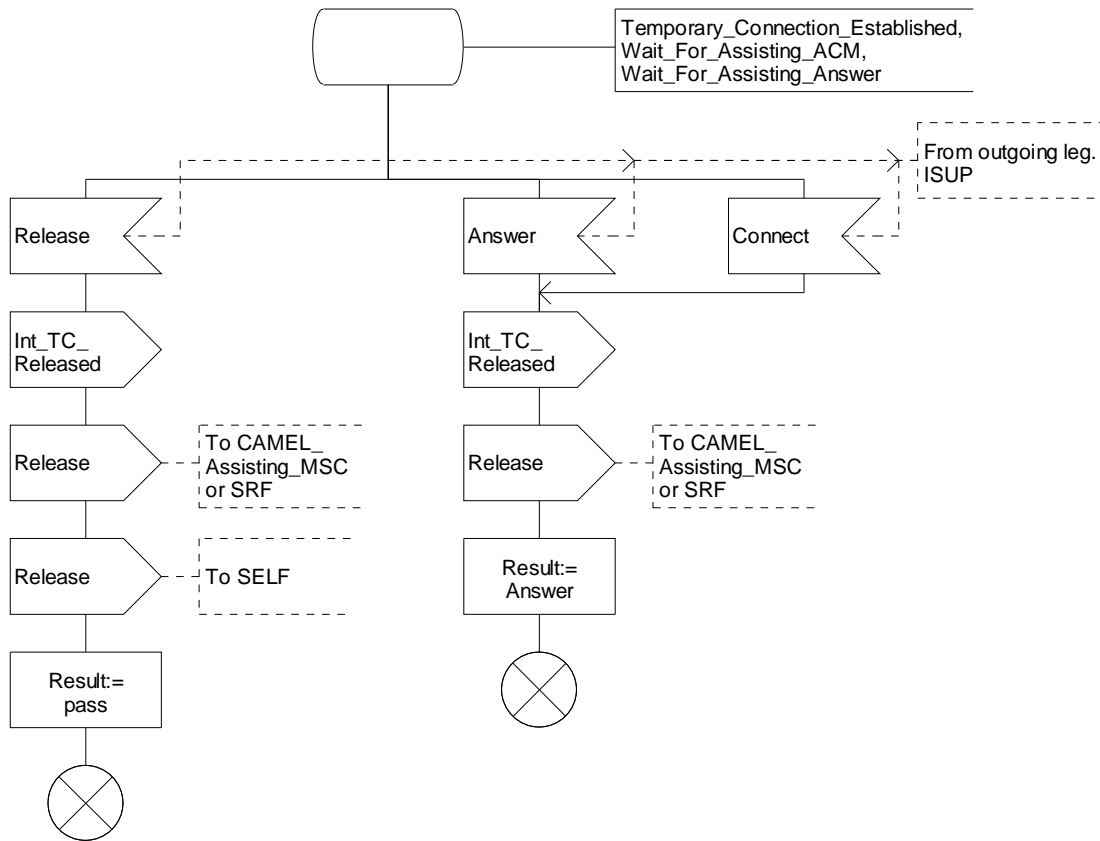 Temporary_Connection_Established,
Wait_For_Assisting_ACM,
Wait_For_Assisting_Answer
From outgoing leg.
ISUP
Release
Answer
Connect
Int_TC_
Released
Int_TC_
Released
Release
To CAMEL_
Assisting_MSC
or SRF
Release
To CAMEL_
Assisting_MSC
or SRF
Release
To SELF
Result:=
Answer
Result:=
pass